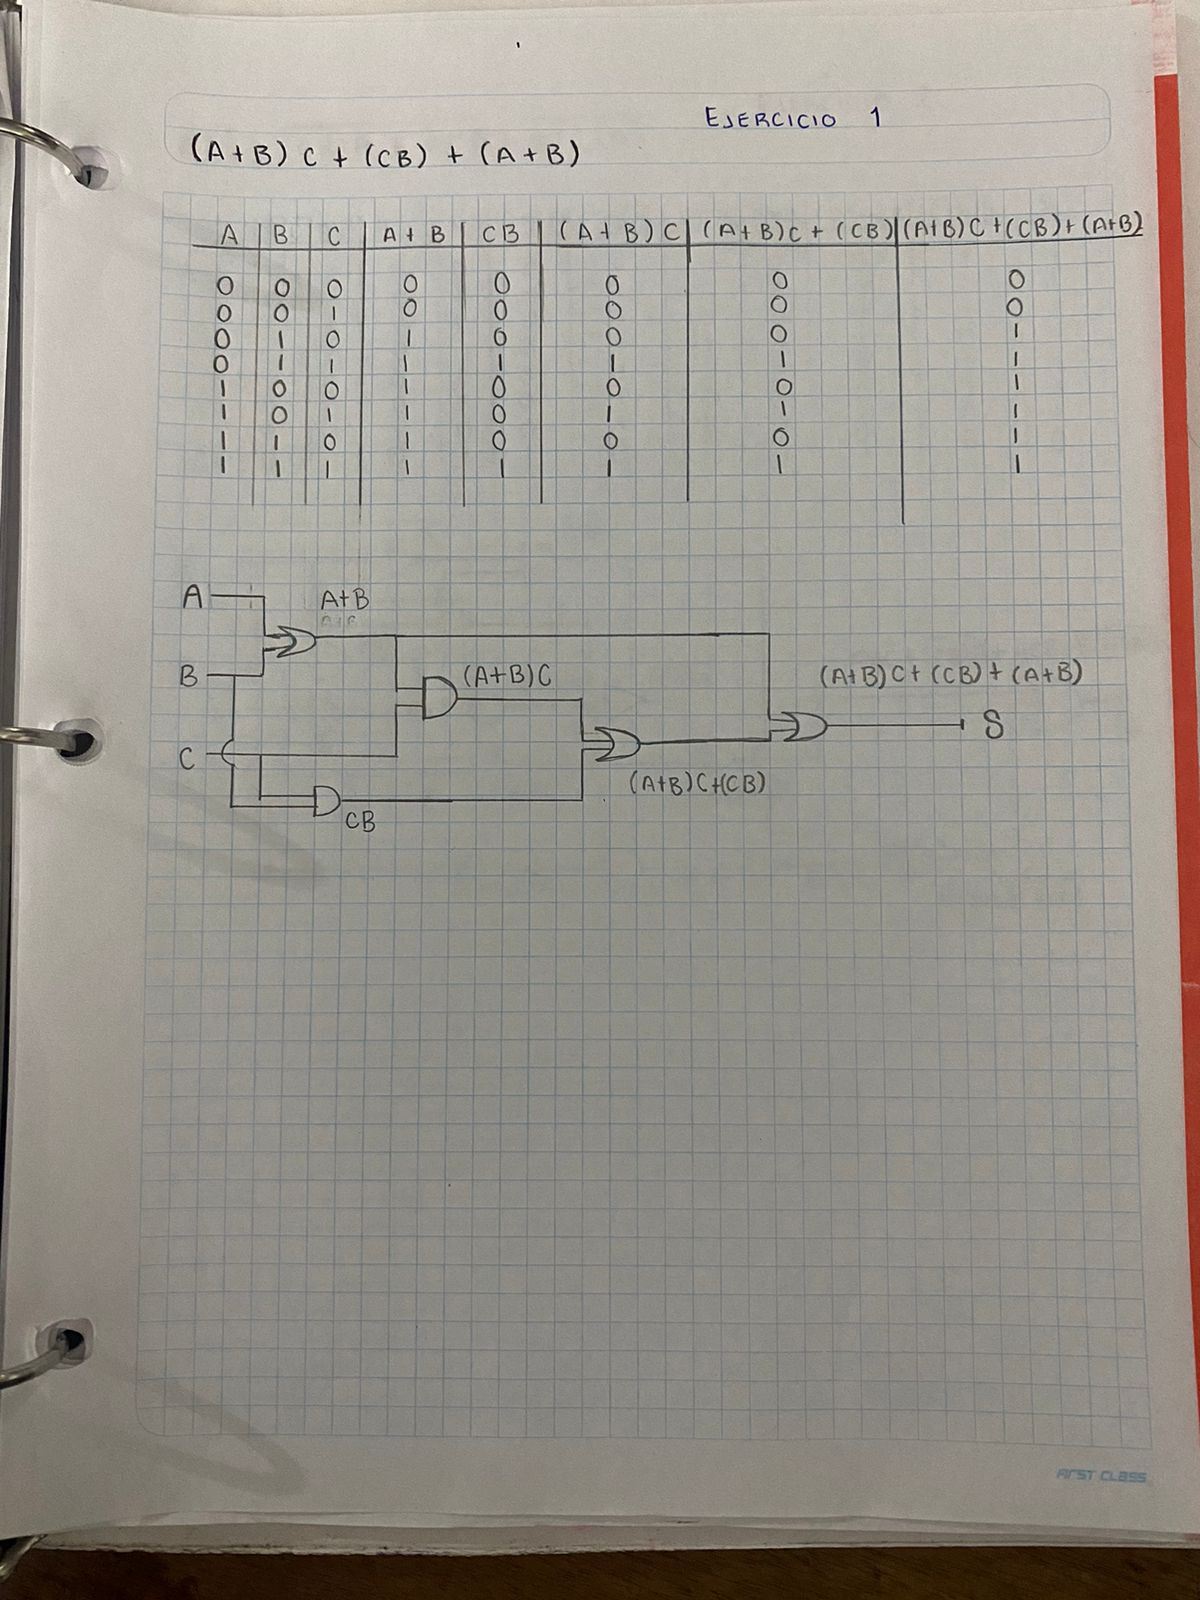 EJERCICIO 1
(A+B) C + (CB) + (A+B)
A B C A+B CB (A+B)C (A+B)C + (CB) (A+B)C+(CB)+(A+B)
0 0 0 0 0 0 0 0
0 0 1 0 0 0 0 0
0 1 0 1 0 0 0 1
0 1 1 1 1 1 1 1
1 0 0 1 0 0 0 1
1 0 1 1 0 1 1 1
1 1 0 1 0 0 0 1
1 1 1 1 1 1 1 1
A
A+B
B
(A+B)C
(A+B)C+(CB)+(A+B)
S
C
(A+B)C+(CB)
CB
FIRST CLASS